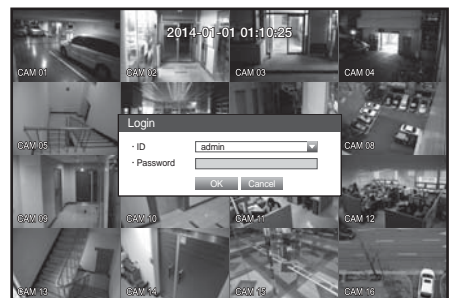 2014-01-01 01:10:25
CAM 01
CAM 02
CAM 03
CAM 04
Login
CAM 05
· ID
admin
CAM 08
· Password
OK
Cancel
CAM 09
CAM 10
CAM 11
CAM 12
CAM 13
CAM 14
CAM 15
CAM 16